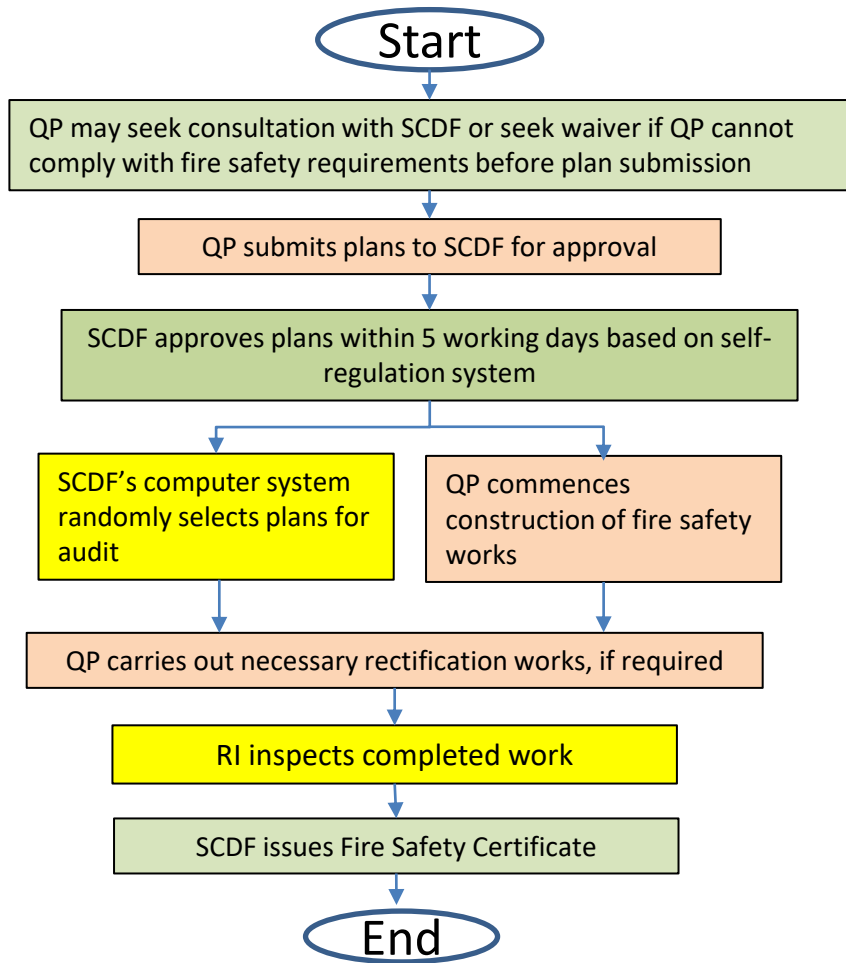 Start
QP may seek consultation with SCDF or seek waiver if QP cannot
comply with fire safety requirements before plan submission
QP submits plans to SCDF for approval
SCDF approves plans within 5 working days based on self-
regulation system
SCDF’s computer system
randomly selects plans for
audit
QP commences
construction of fire safety
works
QP carries out necessary rectification works, if required
RI inspects completed work
SCDF issues Fire Safety Certificate
End